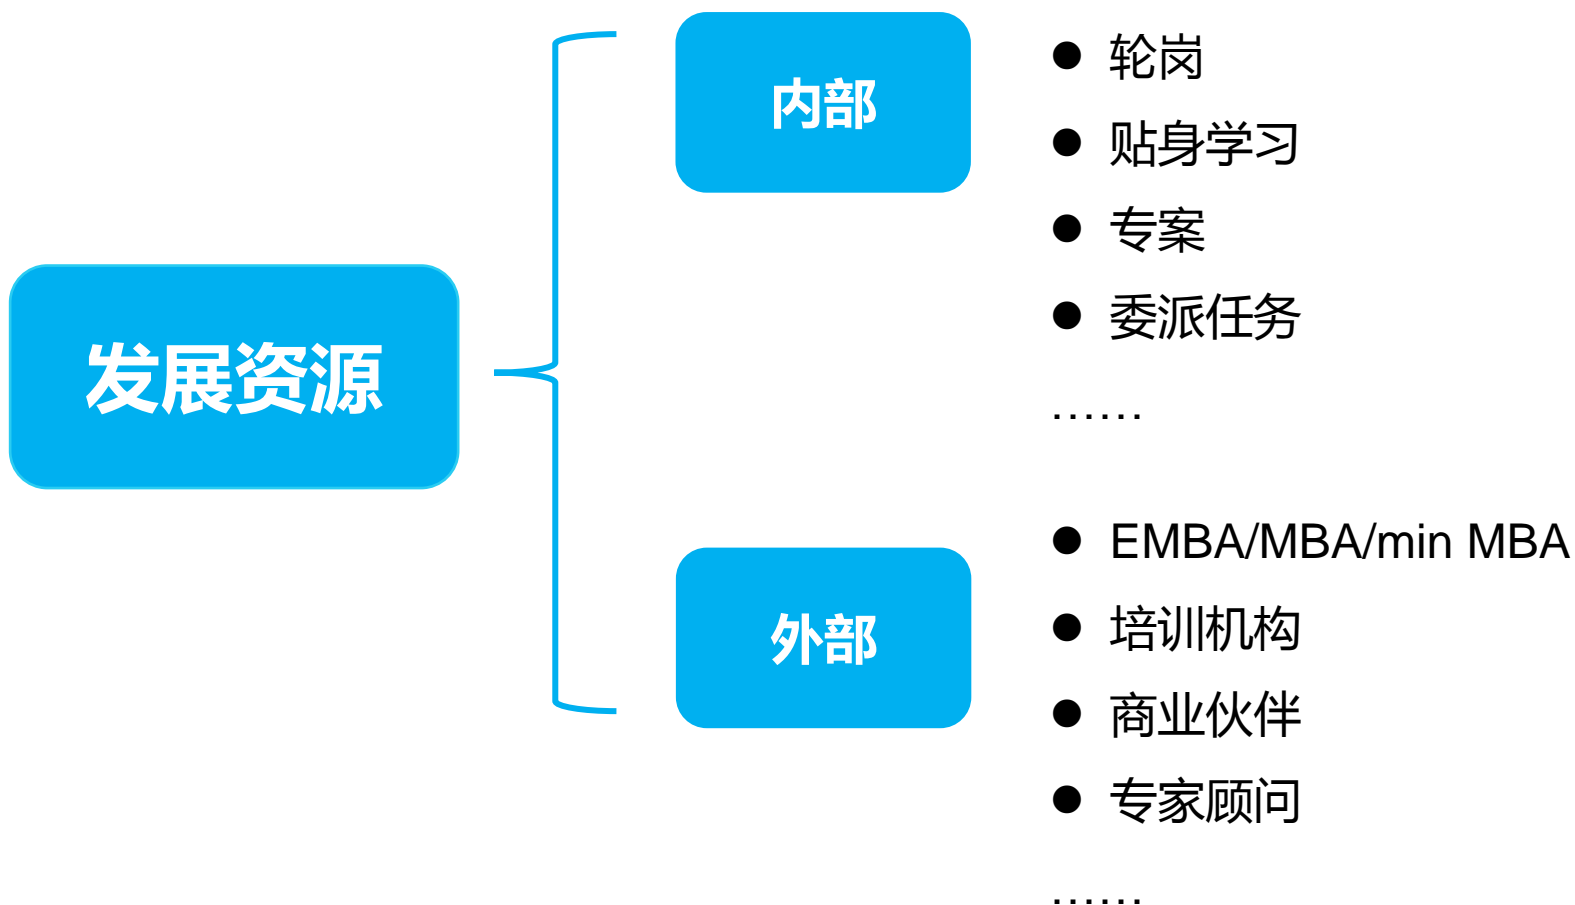 发展资源
内部
● 轮岗
● 贴身学习
● 专案
● 委派任务
……
外部
● EMBA/MBA/min MBA
● 培训机构
● 商业伙伴
● 专家顾问
……